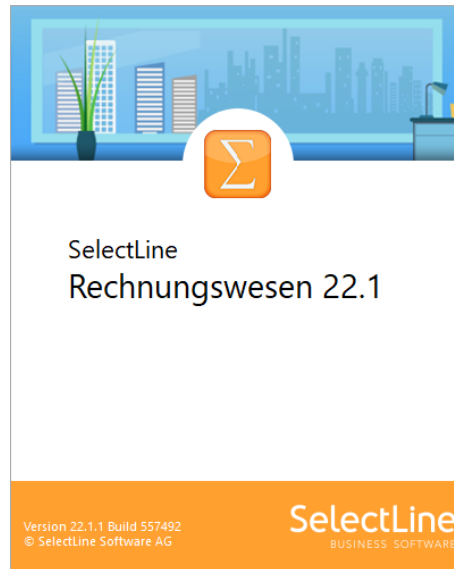 Σ
SelectLine
Rechnungswesen 22.1
Version 22.1.1 Build 557492
© SelectLine Software AG
SelectLine
BUSINESS SOFTWARE